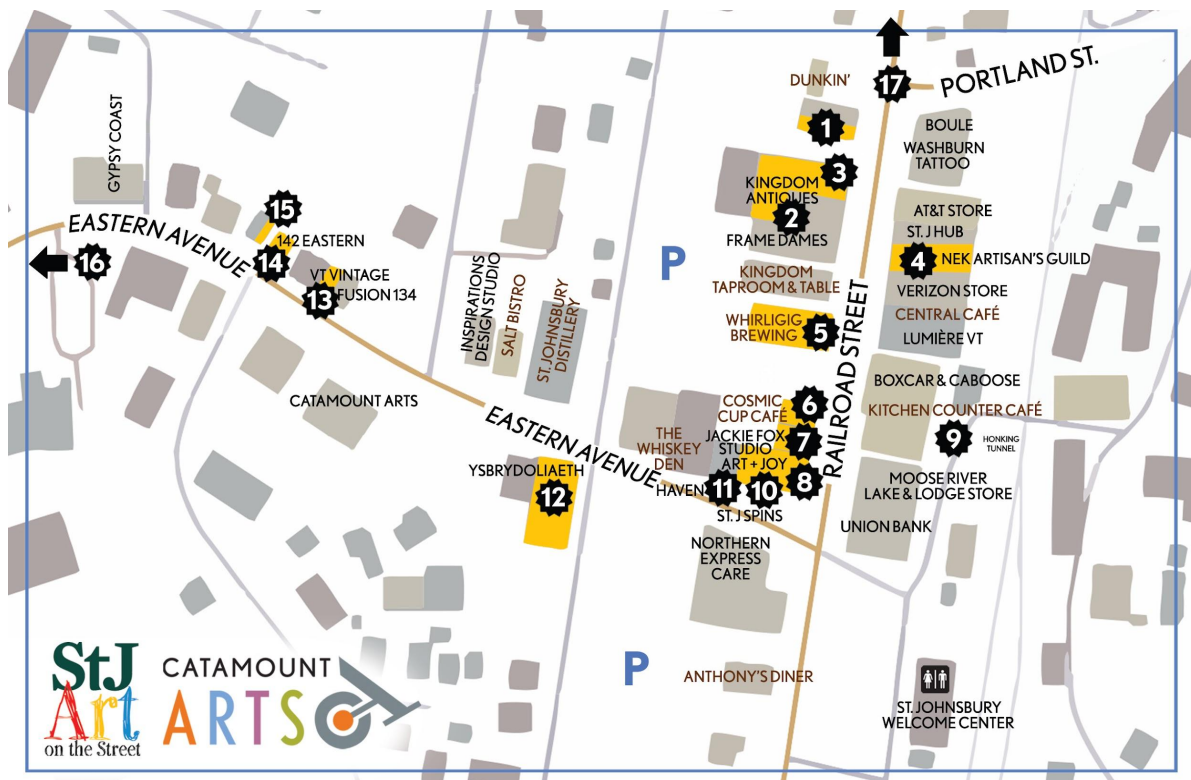 GYPSY COAST
EASTERN AVENUE
16
15
142 EASTERN
14
VT VINTAGE
FUSION 134
13
CATAMOUNT ARTS
INSPIRATIONS
DESIGN STUDIO
SALT BISTRO
ST. JOHNSBURY
DISTILLERY
EASTERN AVENUE
YSBRYDOLIAETH
12
DUNKIN'
17
PORTLAND ST.
1
3
KINGDOM
ANTIQUES
2
FRAME DAMES
P
KINGDOM
TAPROOM & TABLE
WHIRLIGIG
BREWING
5
RAILROAD STREET
BOULE
WASHBURN
TATTOO
AT&T STORE
ST. J HUB
4
NEK ARTISAN'S GUILD
VERIZON STORE
CENTRAL CAFÉ
LUMIÈRE VT
BOXCAR & CABOOSE
KITCHEN COUNTER CAFÉ
9
HONKING
TUNNEL
MOOSE RIVER
LAKE & LODGE STORE
UNION BANK
COSMIC
CUP CAFÉ
6
THE
WHISKEY
DEN
JACKIE FOX
STUDIO
7
ART + JOY
8
HAVEN
11
10
ST. J SPINS
NORTHERN
EXPRESS
CARE
P
ANTHONY'S DINER
ST. JOHNSBURY
WELCOME CENTER
StJ
Art
on the Street
CATAMOUNT
ARTS